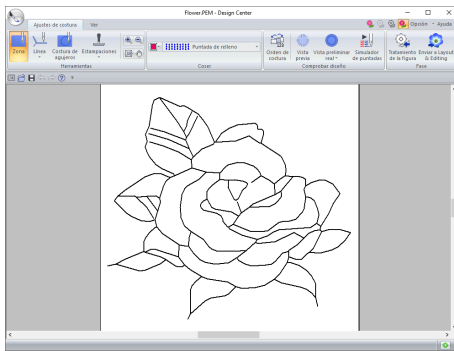 Flower.PEM - Design Center
Ajustes de costura Ver
Opción Ayuda
Zona Línea Costura de agujeros Estampaciones
Puntada de relleno
Orden de costura Vista previa Vista preliminar real Simulador de puntadas
Tratamiento de la figura Enviar a Layout & Editing
Herramientas Coser Comprobar diseño Fase